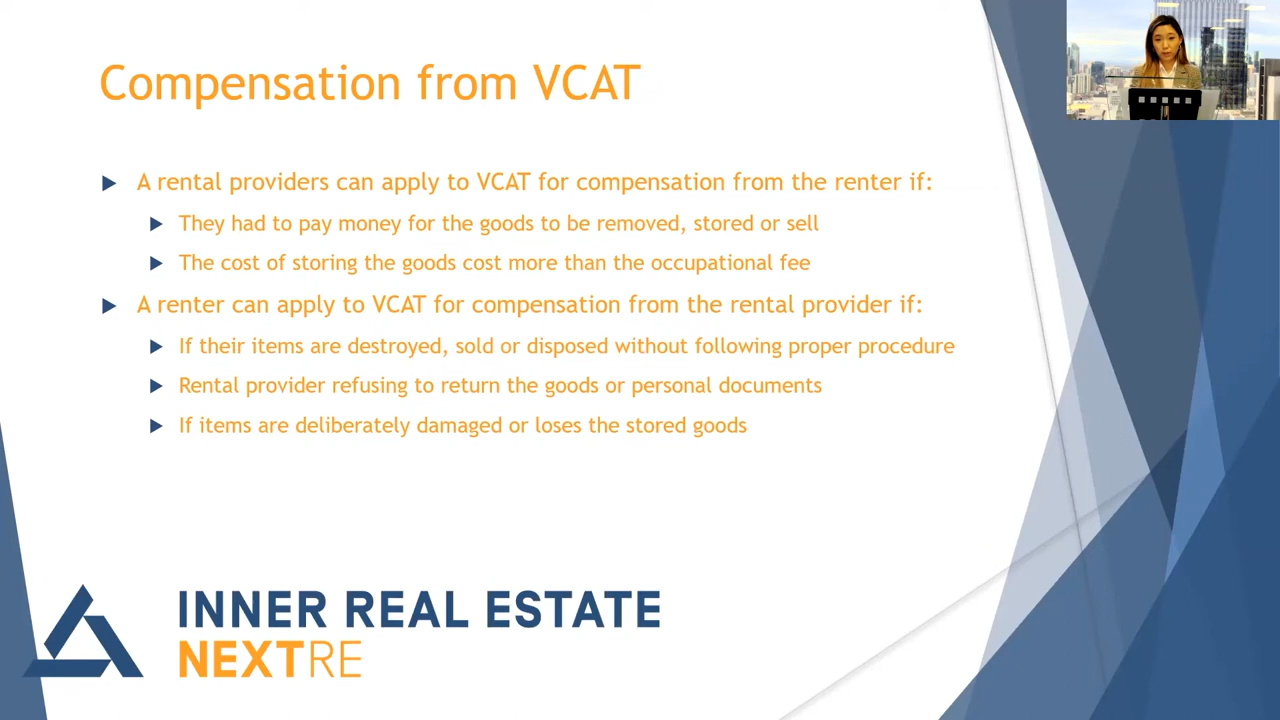 Compensation from VCAT
A rental providers can apply to VCAT for compensation from the renter if:
They had to pay money for the goods to be removed, stored or sell
The cost of storing the goods cost more than the occupational fee
A renter can apply to VCAT for compensation from the rental provider if:
If their items are destroyed, sold or disposed without following proper procedure
Rental provider refusing to return the goods or personal documents
If items are deliberately damaged or loses the stored goods
INNER REAL ESTATE
NEXTRE